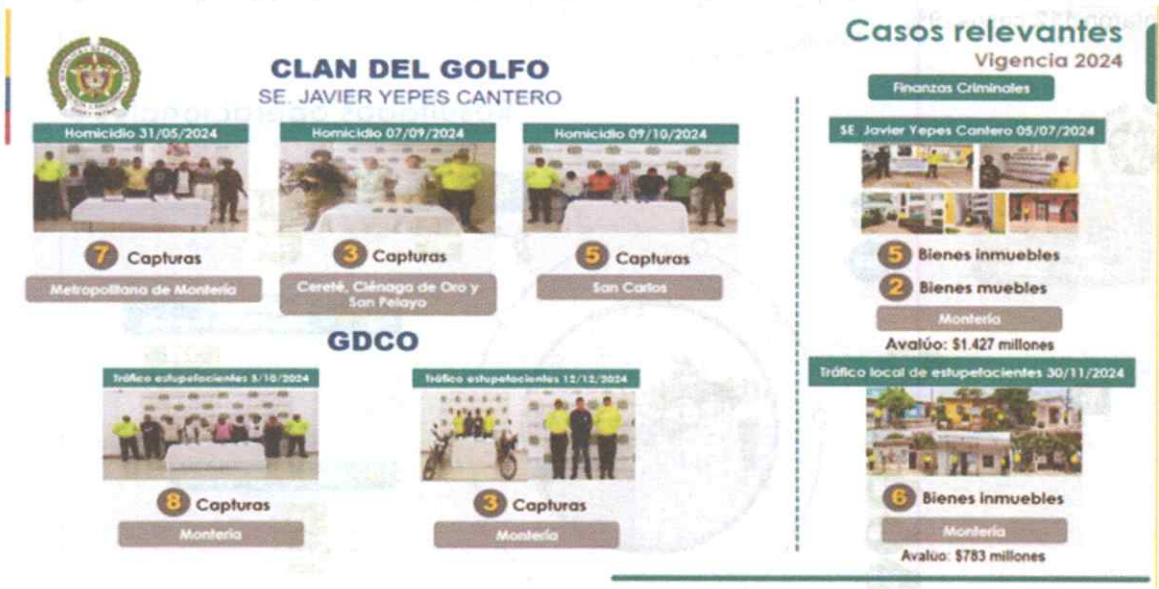 CLAN DEL GOLFO
SE. JAVIER YEPES CANTERO
Homicidio 31/05/2024
7 Capturas
Metropolitana de Montería
Homicidio 07/09/2024
3 Capturas
Cereté, Ciénaga de Oro y
San Pelayo
Homicidio 09/10/2024
5 Capturas
San Carlos
GDCO
Tráfico estupefacientes 5/10/2024
8 Capturas
Montería
Tráfico estupefacientes 12/12/2024
3 Capturas
Montería
Casos relevantes
Vigencia 2024
Finanzas Criminales
SE. Javier Yepes Cantero 05/07/2024
5 Bienes inmuebles
2 Bienes muebles
Montería
Avalúo: $1.427 millones
Tráfico local de estupefacientes 30/11/2024
6 Bienes inmuebles
Montería
Avalúo: $783 millones